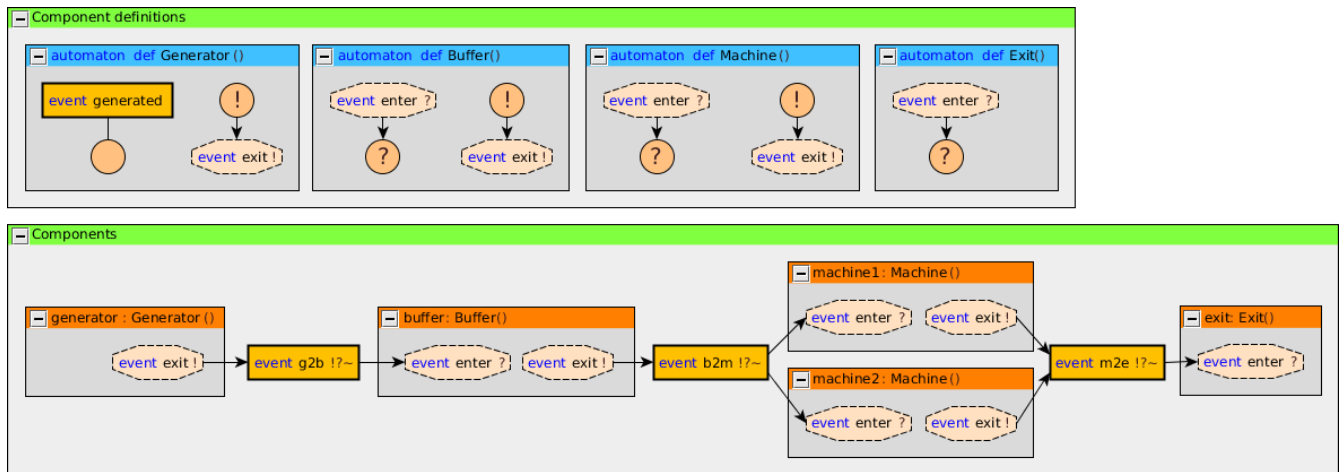 Component definitions
automaton def Generator()
automaton def Buffer()
automaton def Machine()
automaton def Exit()
event generated
!
event enter ?
!
event enter ?
!
event enter ?
event exit !
?
event exit !
?
event exit !
?
Components
generator : Generator()
event exit !
event g2b !?~
buffer: Buffer()
event enter ?
event exit !
event b2m !?~
machine1: Machine()
event enter ?
event exit !
machine2: Machine()
event enter ?
event exit !
event m2e !?~
exit: Exit()
event enter ?